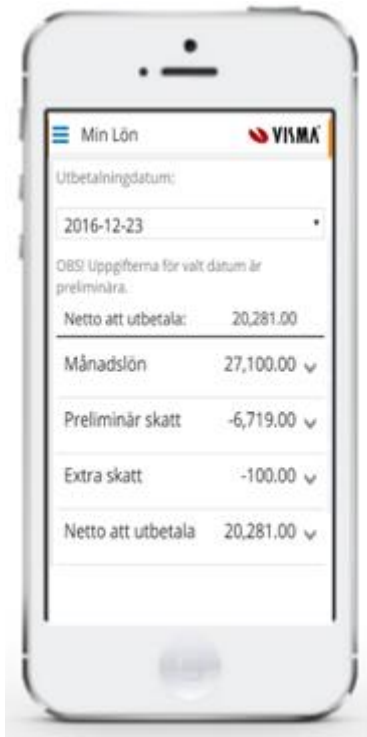 Min Lön VISMA
Utbetalningdatum:
2016-12-23
OBS! Uppgifterna för valt datum är
preliminära.
Netto att utbetala: 20,281.00
Månadslön 27,100.00
Preliminär skatt -6,719.00
Extra skatt -100.00
Netto att utbetala 20,281.00